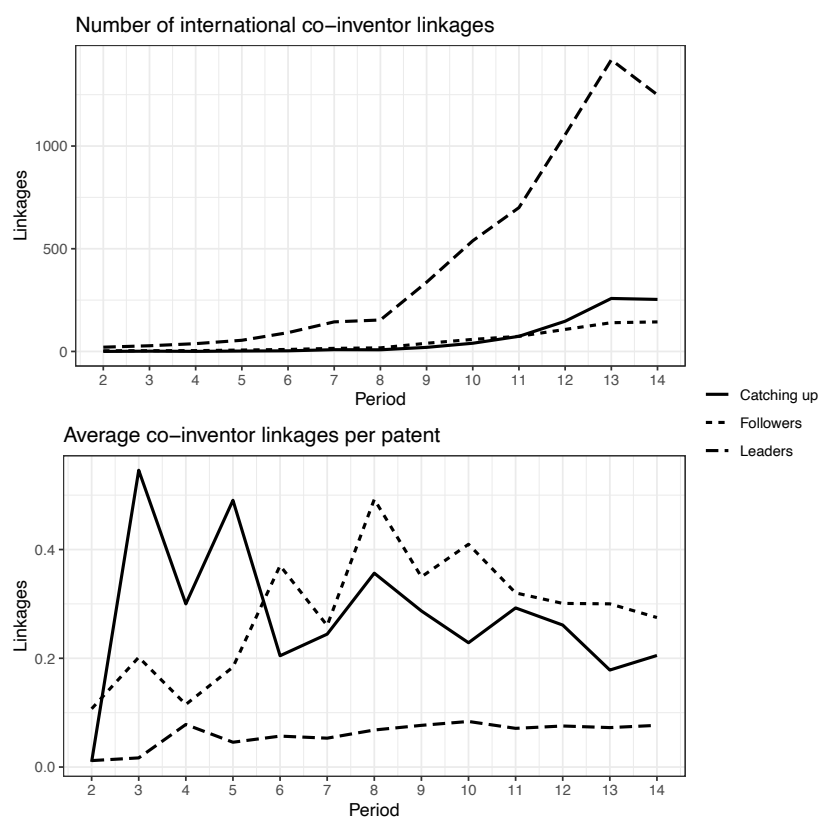 Number of international co−inventor linkages
Linkages
1000
500
0
2 3 4 5 6 7 8 9 10 11 12 13 14
Period
Catching up
Followers
Leaders
Average co−inventor linkages per patent
Linkages
0.4
0.2
0.0
2 3 4 5 6 7 8 9 10 11 12 13 14
Period